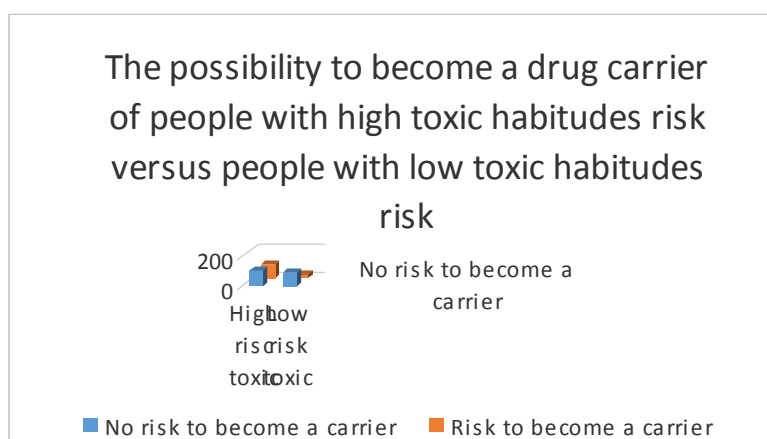 The possibility to become a drug carrier
of people with high toxic habitudes risk
versus people with low toxic habitudes
risk
200
0
No risk to become a
carrier
High Low
risc risk
toxic toxic
No risk to become a carrier Risk to become a carrier